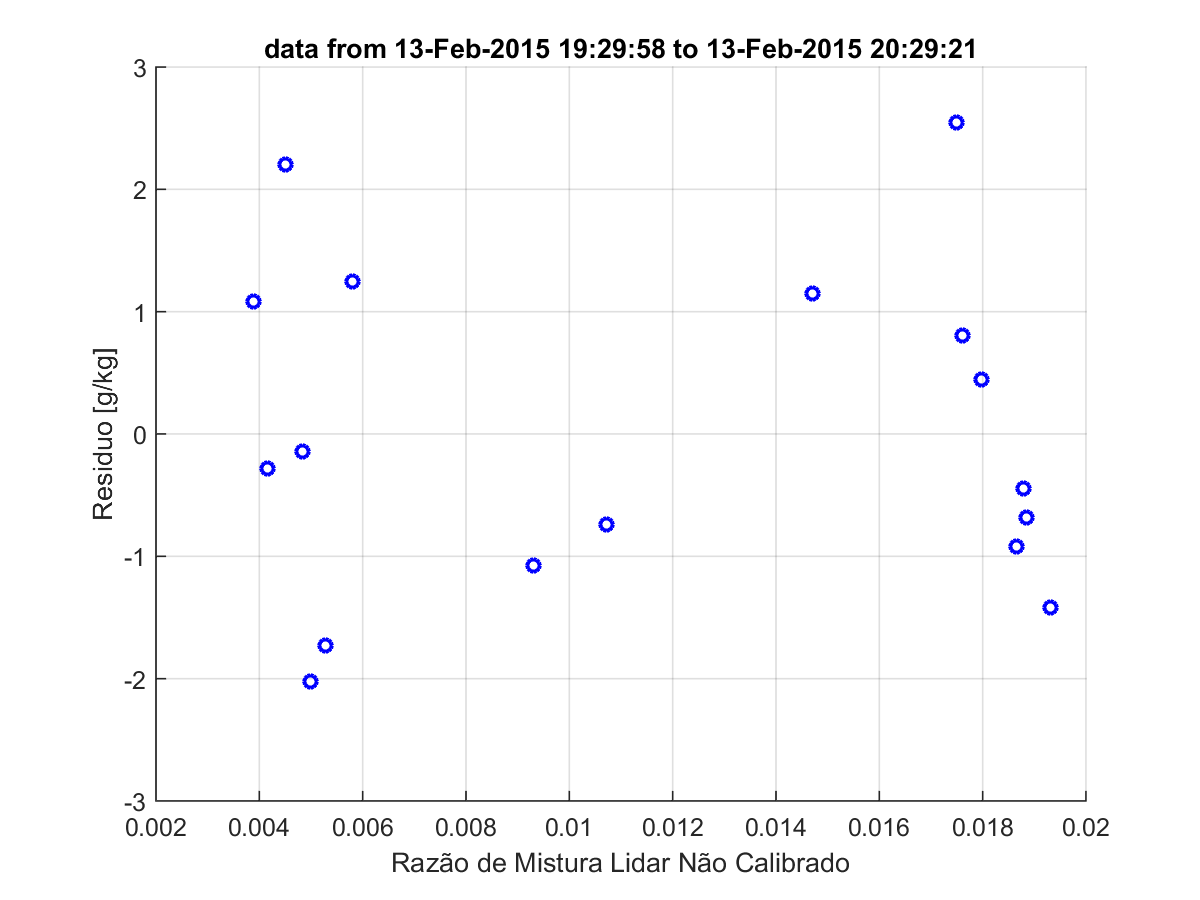 data from 13-Feb-2015 19:29:58 to 13-Feb-2015 20:29:21
3
2
1
0
-1
-2
-3
Residuo [g/kg]
0.002 0.004 0.006 0.008 0.01 0.012 0.014 0.016 0.018 0.02
Razão de Mistura Lidar Não Calibrado